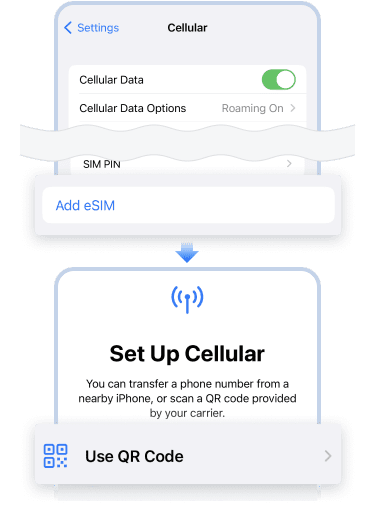 Settings
Cellular
Cellular Data
Cellular Data Options Roaming On
SIM PIN
Add eSIM
Set Up Cellular
You can transfer a phone number from a
nearby iPhone, or scan a QR code provided
by your carrier.
Use QR Code